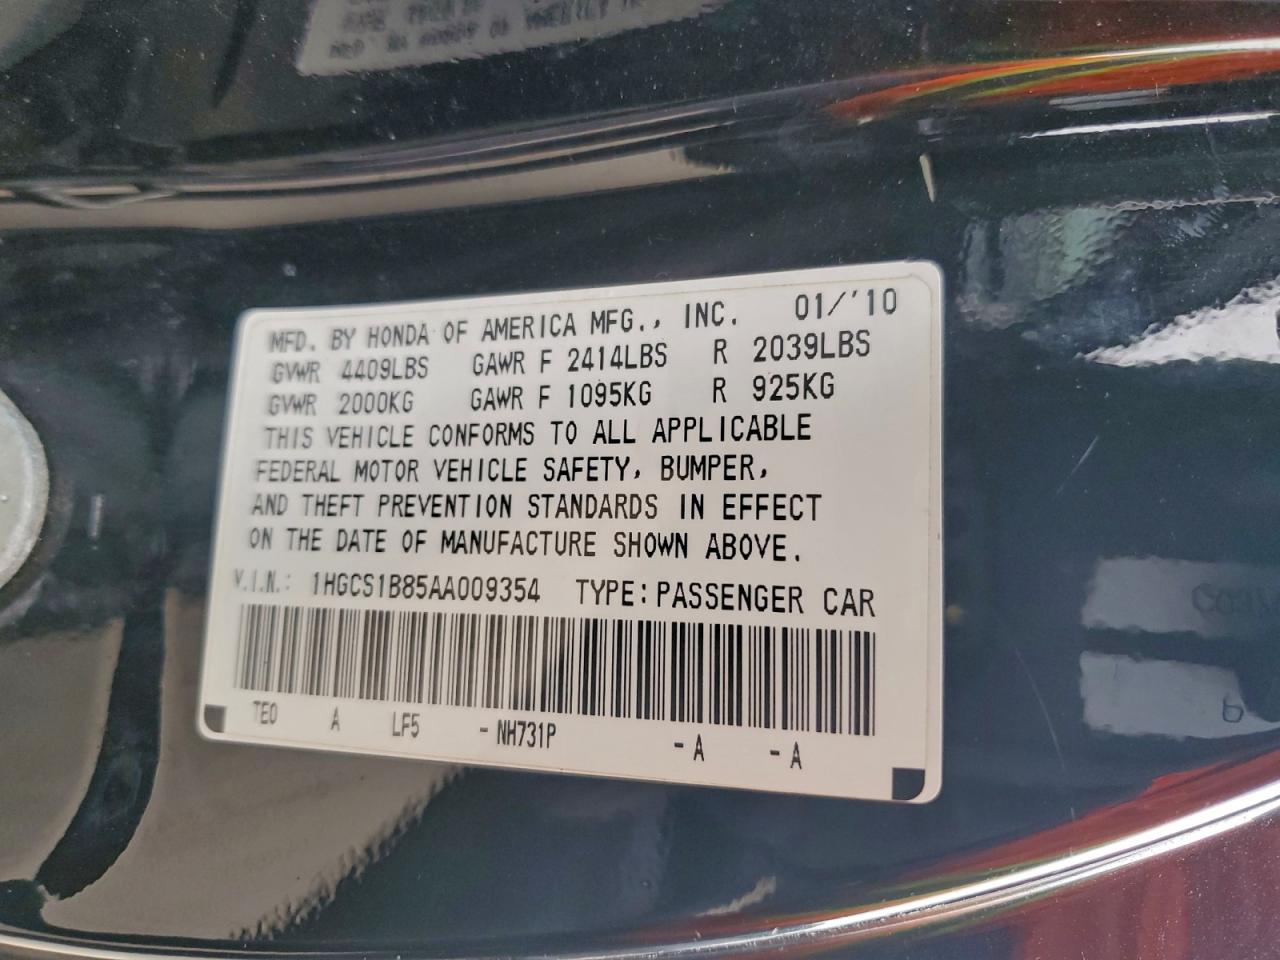 MFD. BY HONDA OF AMERICA MFG., INC. 01/'10
GVWR 4409LBS GAWR F 2414LBS R 2039LBS
GVWR 2000KG GAWR F 1095KG R 925KG
THIS VEHICLE CONFORMS TO ALL APPLICABLE
FEDERAL MOTOR VEHICLE SAFETY, BUMPER,
AND THEFT PREVENTION STANDARDS IN EFFECT
ON THE DATE OF MANUFACTURE SHOWN ABOVE.
V.I.N.: 1HGCS1B85AA009354 TYPE: PASSENGER CAR
TE0 A LF5 - NH731P - A - A